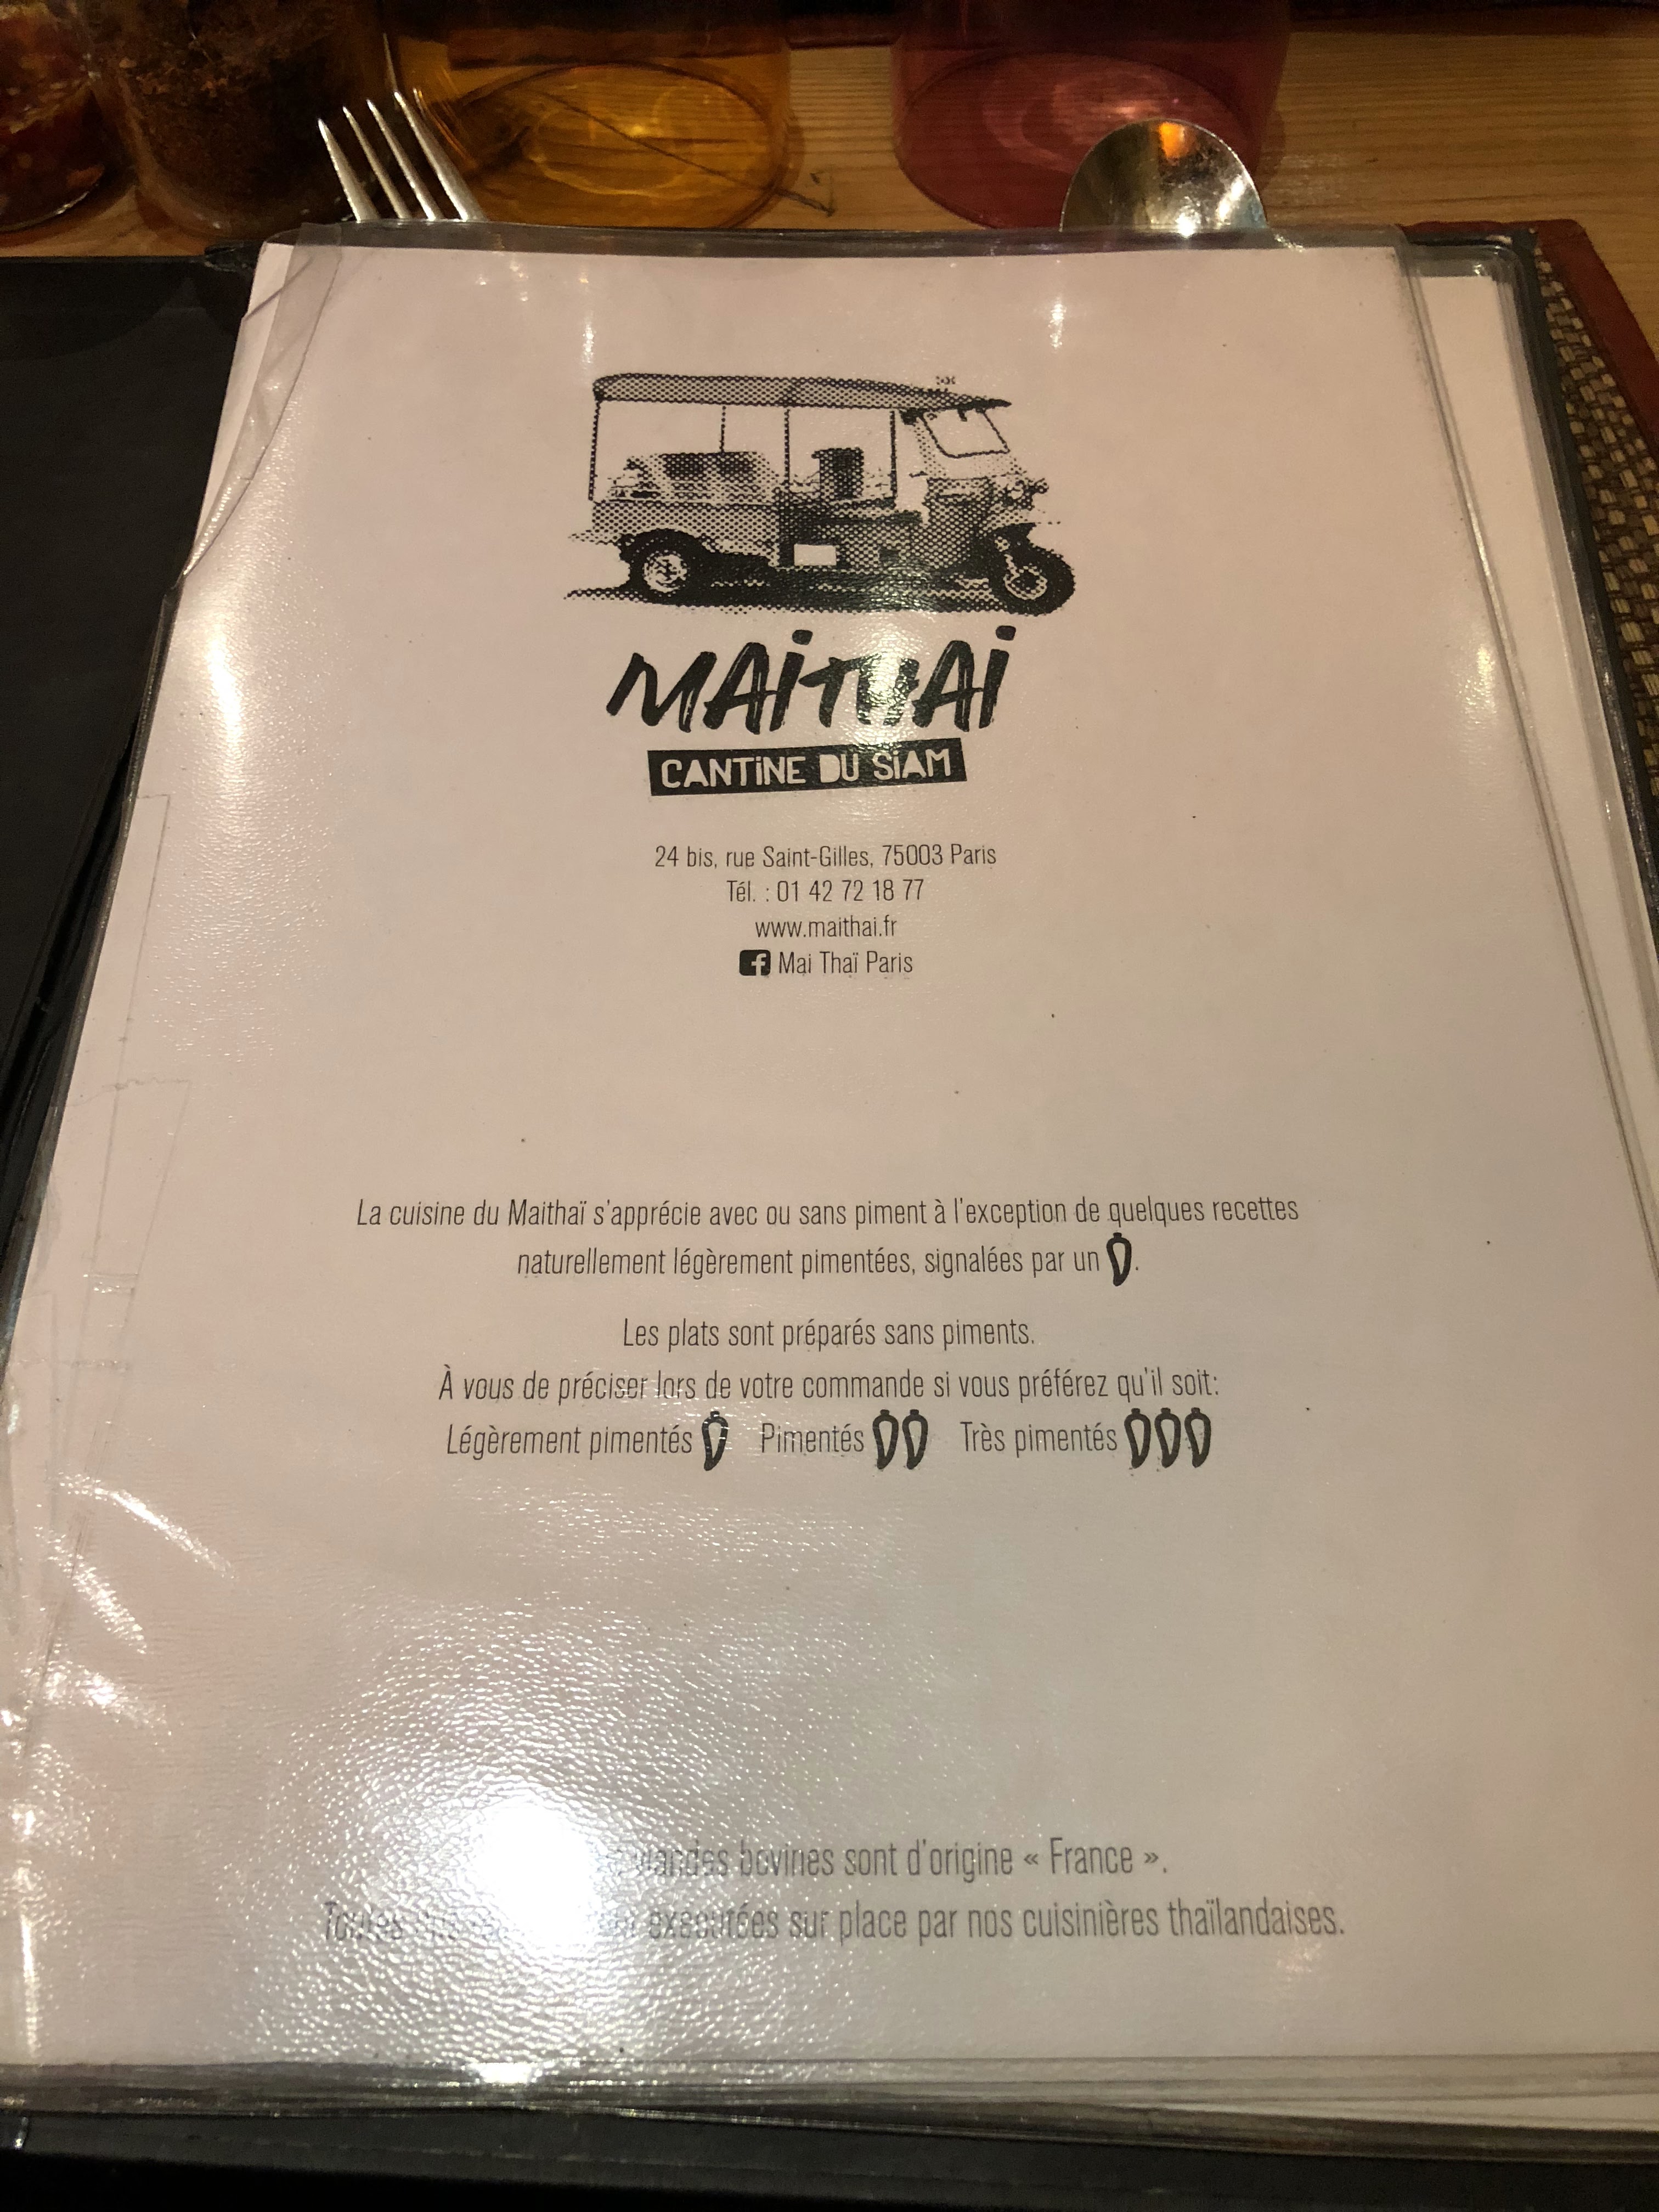 MAiTHAi
CANTiNE DU SiAM
24 bis, rue Saint-Gilles, 75003 Paris
Tél. : 01 42 72 18 77
www.maithai.fr
f Mai Thaï Paris
La cuisine du Maithaï s'apprécie avec ou sans piment à l'exception de quelques recettes
naturellement légèrement pimentées, signalées par un .
Les plats sont préparés sans piments.
À vous de préciser lors de votre commande si vous préférez qu'il soit:
Légèrement pimentés Pimentés Très pimentés
viandes bovines sont d'origine « France ».
Toutes executées sur place par nos cuisinières thaïlandaises.